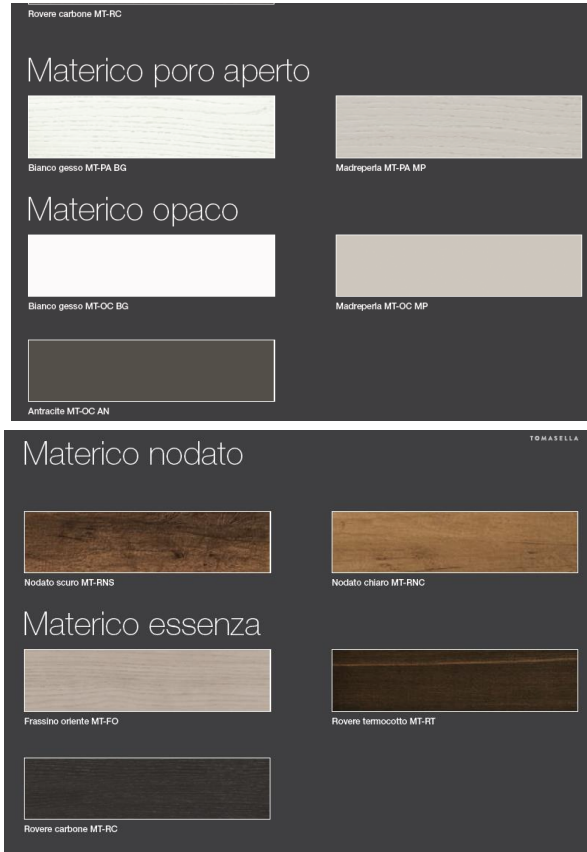 Rovere carbone MT-RC
Materico poro aperto
Bianco gesso MT-PA BG
Madreperla MT-PA MP
Materico opaco
Bianco gesso MT-OC BG
Madreperla MT-OC MP
Antracite MT-OC AN
TOMASELLA
Materico nodato
Nodato scuro MT-RNS
Nodato chiaro MT-RNC
Materico essenza
Frassino oriente MT-FO
Rovere termocotto MT-RT
Rovere carbone MT-RC